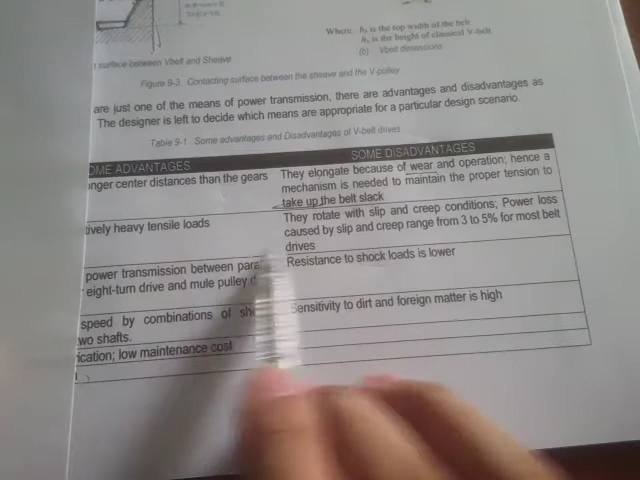 surface between Vbelt and Sheave
Where, b₁ is the top width of the belt
h₁ is the height of classical V-belt
(b) Vbelt dimensions
Figure 9-3. Contacting surface between the sheave and the V-pulley
are just one of the means of power transmission, there are advantages and disadvantages as
The designer is left to decide which means are appropriate for a particular design scenario.
Table 9-1. Some advantages and Disadvantages of V-belt drives
OME ADVANTAGES
SOME DISADVANTAGES
nger center distances than the gears
They elongate because of wear and operation; hence a
mechanism is needed to maintain the proper tension to
take up the belt slack
tively heavy tensile loads
They rotate with slip and creep conditions; Power loss
caused by slip and creep range from 3 to 5% for most belt
drives
power transmission between para
eight-turn drive and mule pulley d
Resistance to shock loads is lower
speed by combinations of sh
wo shafts.
Sensitivity to dirt and foreign matter is high
ication; low maintenance cost